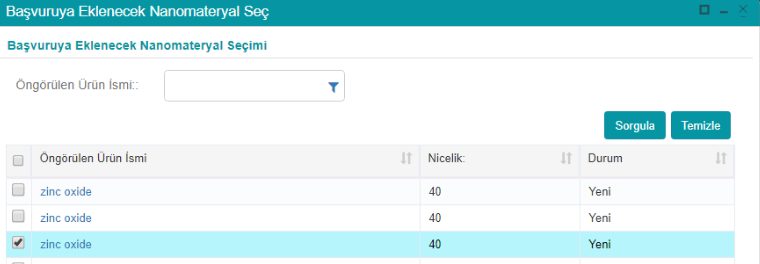 Başvuruya Eklenecek Nanomateryal Seç
Başvuruya Eklenecek Nanomateryal Seçimi
Öngörülen Ürün İsmi::
Sorgula Temizle
Öngörülen Ürün İsmi Nicelik: Durum
zinc oxide 40 Yeni
zinc oxide 40 Yeni
zinc oxide 40 Yeni